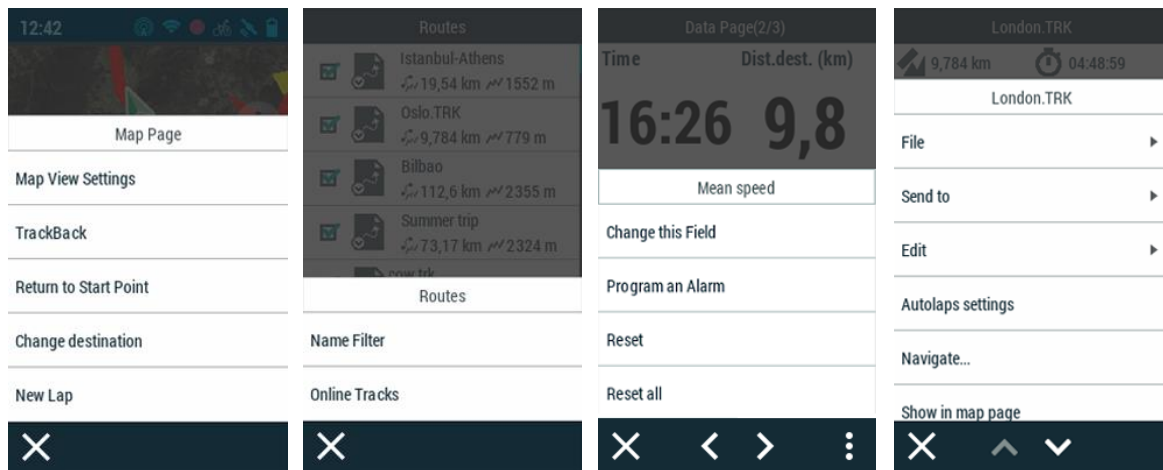 12:42
Map Page
Map View Settings
TrackBack
Return to Start Point
Change destination
New Lap
Routes
Istanbul-Athens
19,54 km 1552 m
Oslo.TRK
9,784 km 779 m
Bilbao
112,6 km 2355 m
Summer trip
73,17 km 2324 m
cow.trk
Routes
Name Filter
Online Tracks
Data Page(2/3)
Time Dist.dest. (km)
16:26 9,8
Mean speed
Change this Field
Program an Alarm
Reset
Reset all
London.TRK
9,784 km 04:48:59
London.TRK
File
Send to
Edit
Autolaps settings
Navigate...
Show in map page